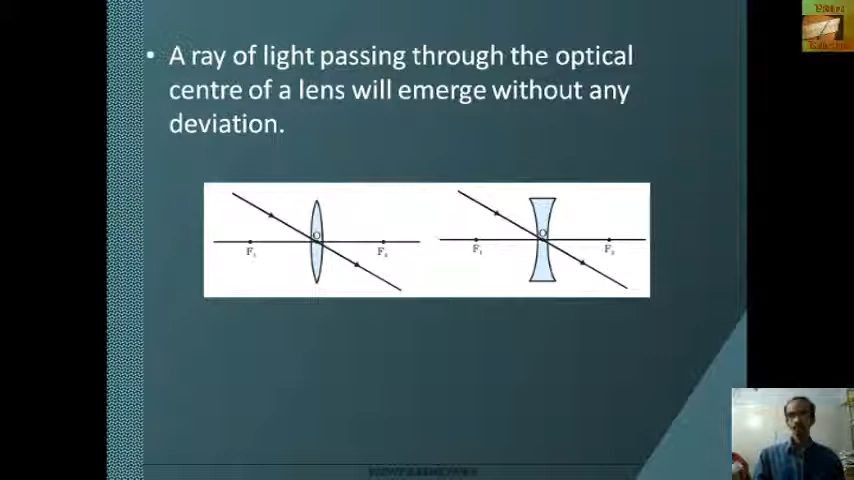 • A ray of light passing through the optical
centre of a lens will emerge without any
deviation.
O
F₁
F₂
O
F₁
F₂